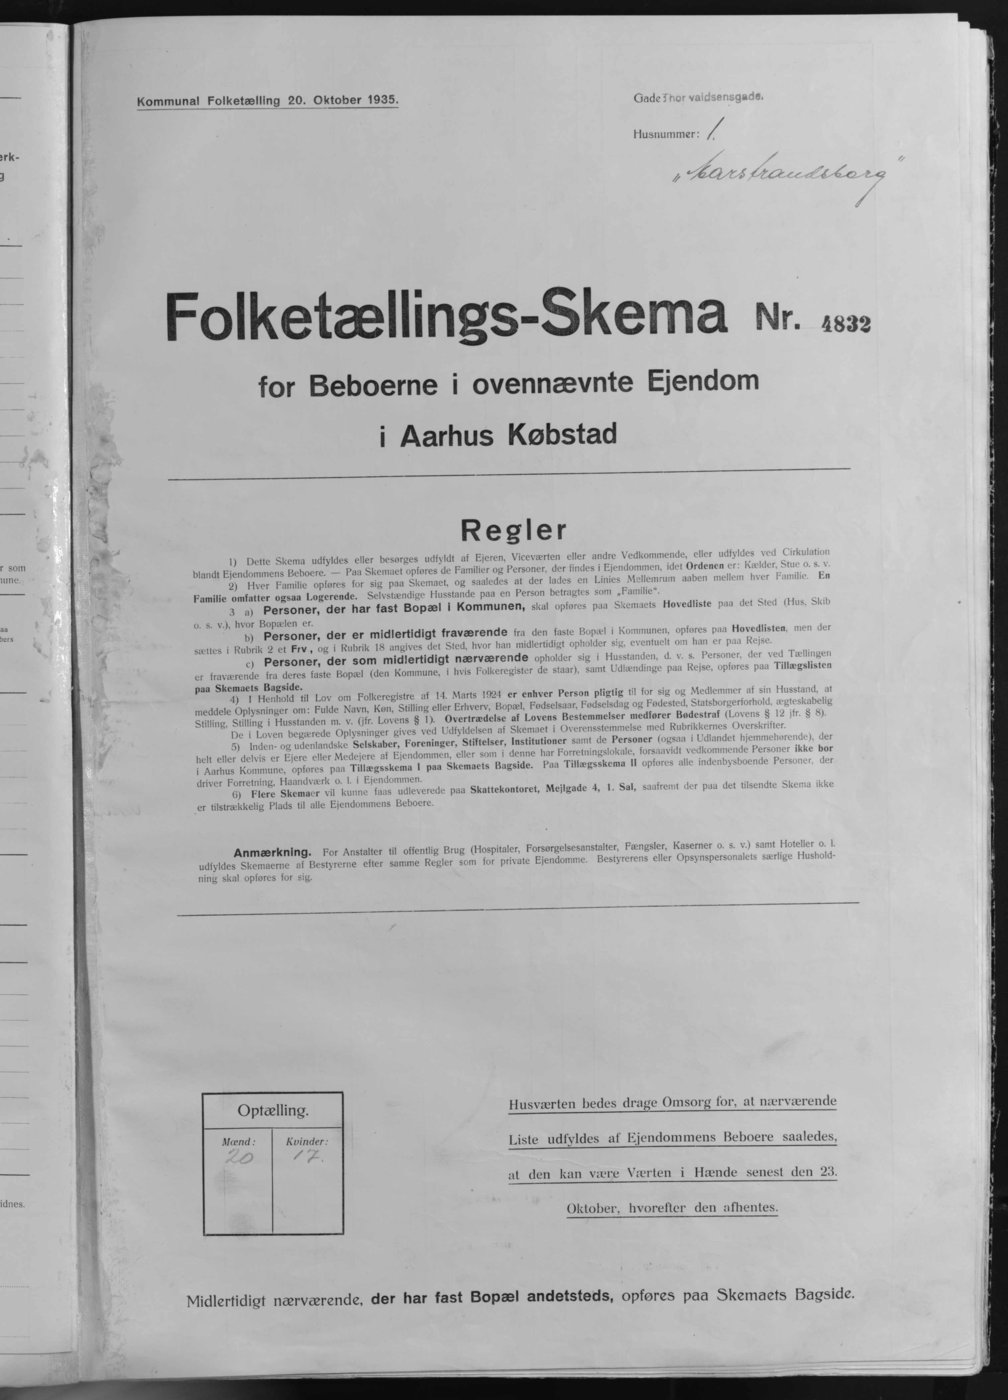 erk-
g
r som
nune.
aa
bers
idnes.
Kommunal Folketælling 20. Oktober 1935.
Gade Thorvaldsensgade.
Husnummer: 1.
"Marstrandsborg"
Folketællings-Skema Nr. 4832
for Beboerne i ovennævnte Ejendom
i Aarhus Købstad
Regler
1) Dette Skema udfyldes eller besørges udfyldt af Ejeren, Viceværten eller andre Vedkommende, eller udfyldes ved Cirkulation
blandt Ejendommens Beboere. — Paa Skemaet opføres de Familier og Personer, der findes i Ejendommen, idet Ordenen er: Kælder, Stue o. s. v.
2) Hver Familie opføres for sig paa Skemaet, og saaledes at der lades en Linies Mellemrum aaben mellem hver Familie. En
Familie omfatter ogsaa Logerende. Selvstændige Husstande paa en Person betragtes som „Familie".
3 a) Personer, der har fast Bopæl i Kommunen, skal opføres paa Skemaets Hovedliste paa det Sted (Hus, Skib
o. s. v.), hvor Bopælen er.
b) Personer, der er midlertidigt fraværende fra den faste Bopæl i Kommunen, opføres paa Hovedlisten, men der
sættes i Rubrik 2 et Frv, og i Rubrik 18 angives det Sted, hvor han midlertidigt opholder sig, eventuelt om han er paa Rejse.
c) Personer, der som midlertidigt nærværende opholder sig i Husstanden, d. v. s. Personer, der ved Tællingen
er fraværende fra deres faste Bopæl (den Kommune, i hvis Folkeregister de staar), samt Udlændinge paa Rejse, opføres paa Tillægslisten
paa Skemaets Bagside.
4) I Henhold til Lov om Folkeregistre af 14. Marts 1924 er enhver Person pligtig til for sig og Medlemmer af sin Husstand, at
meddele Oplysninger om: Fulde Navn, Køn, Stilling eller Erhverv, Bopæl, Fødselsaar, Fødselsdag og Fødested, Statsborgerforhold, ægteskabelig
Stilling, Stilling i Husstanden m. v. (jfr. Lovens § 1). Overtrædelse af Lovens Bestemmelser medfører Bødestraf (Lovens § 12 jfr. § 8).
De i Loven begærede Oplysninger gives ved Udfyldelsen af Skemaet i Overensstemmelse med Rubrikkernes Overskrifter.
5) Inden- og udenlandske Selskaber, Foreninger, Stiftelser, Institutioner samt de Personer (ogsaa i Udlandet hjemmehørende), der
helt eller delvis er Ejere eller Medejere af Ejendommen, eller som i denne har Forretningslokale, forsaavidt vedkommende Personer ikke bor
i Aarhus Kommune, opføres paa Tillægsskema I paa Skemaets Bagside. Paa Tillægsskema II opføres alle indenbysboende Personer, der
driver Forretning, Haandværk o. l. i Ejendommen.
6) Flere Skemaer vil kunne faas udleverede paa Skattekontoret, Mejlgade 4, 1. Sal, saafremt der paa det tilsendte Skema ikke
er tilstrækkelig Plads til alle Ejendommens Beboere.
Anmærkning. For Anstalter til offentlig Brug (Hospitaler, Forsørgelsesanstalter, Fængsler, Kaserner o. s. v.) samt Hoteller o. l.
udfyldes Skemaerne af Bestyrerne efter samme Regler som for private Ejendomme. Bestyrerens eller Opsynspersonalets særlige Hushold-
ning skal opføres for sig.
Optælling.
Mænd: Kvinder:
20 17.
Husværten bedes drage Omsorg for, at nærværende
Liste udfyldes af Ejendommens Beboere saaledes,
at den kan være Værten i Hænde senest den 23.
Oktober, hvorefter den afhentes.
Midlertidigt nærværende, der har fast Bopæl andetsteds, opføres paa Skemaets Bagside.